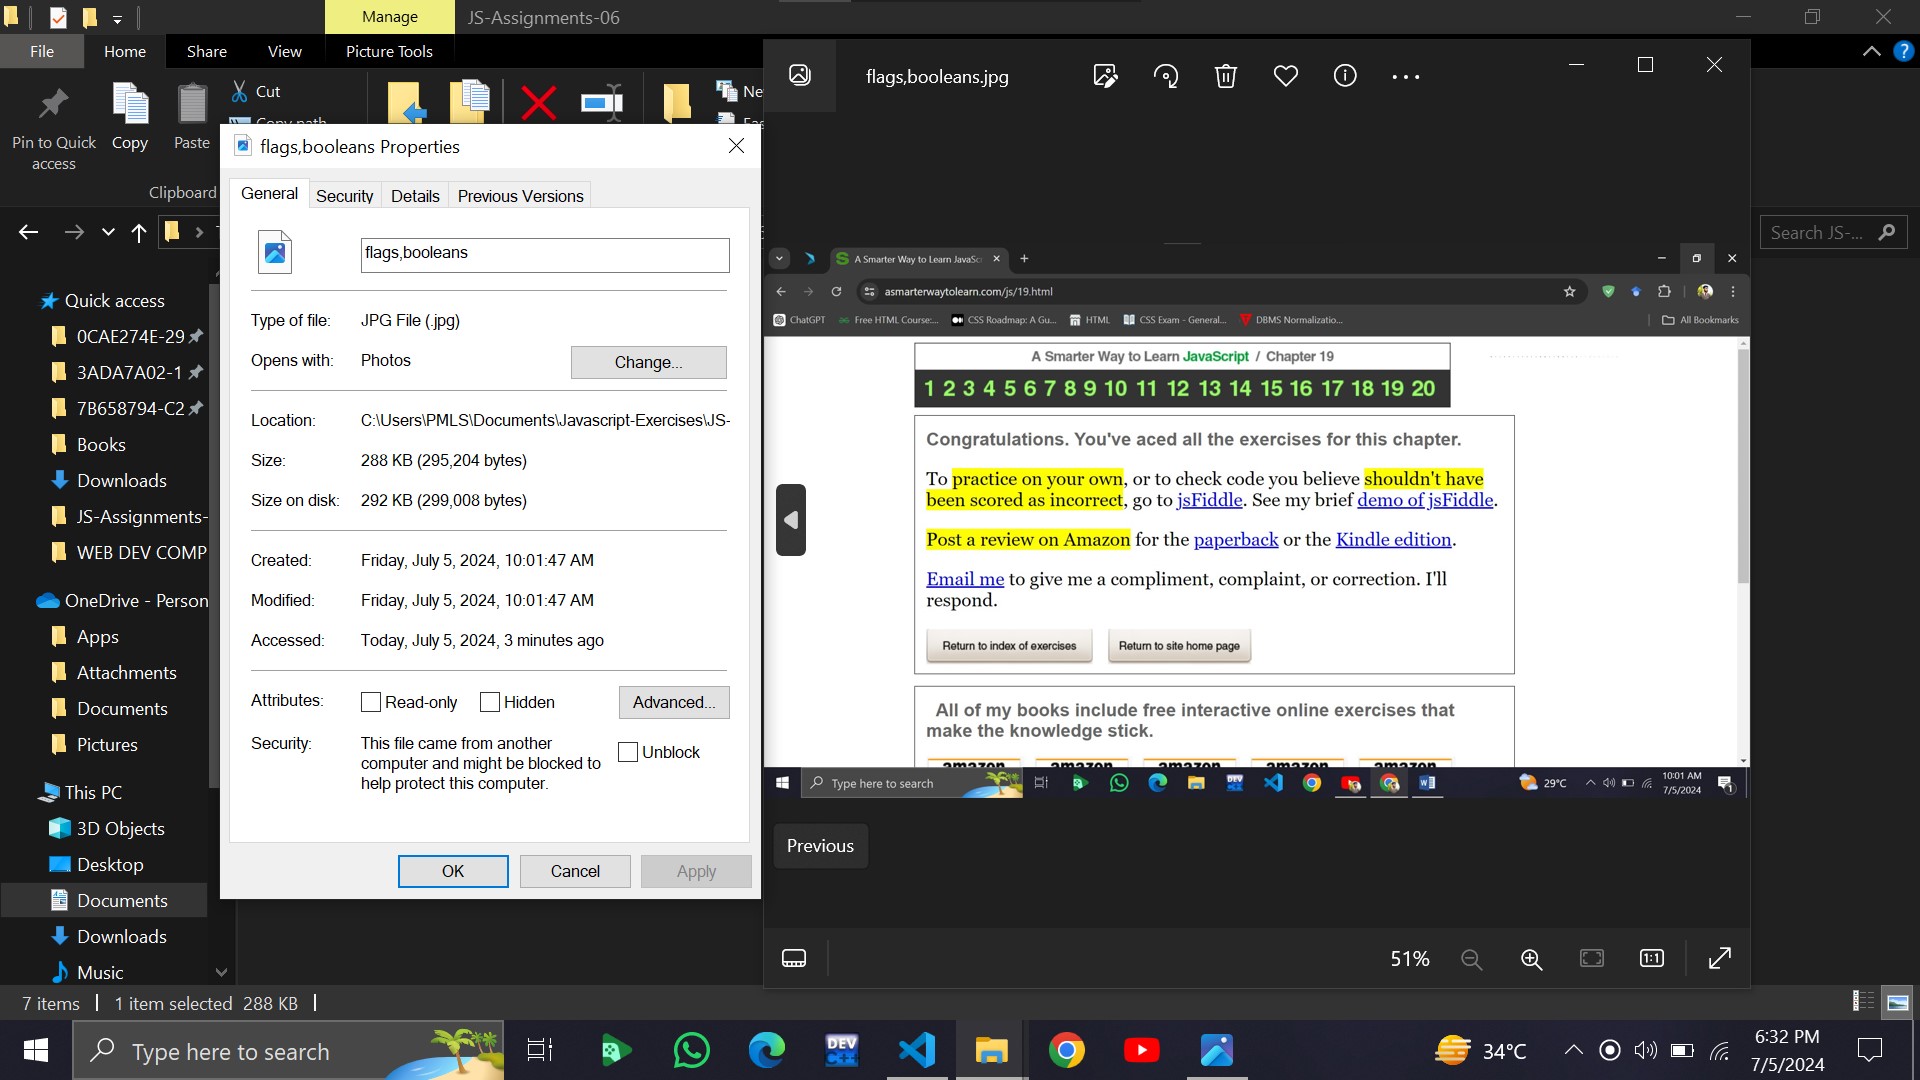 Manage
JS-Assignments-06
File
Home
Share
View
Picture Tools
Pin to Quick access
Copy
Paste
Cut
Copy path
Clipboard
Ne
Search JS-...
Quick access
0CAE274E-29
3ADA7A02-1
7B658794-C2
Books
Downloads
JS-Assignments-
WEB DEV COMP
OneDrive - Person
Apps
Attachments
Documents
Pictures
This PC
3D Objects
Desktop
Documents
Downloads
Music
7 items
1 item selected 288 KB
flags,booleans Properties
General
Security
Details
Previous Versions
flags,booleans
Type of file: JPG File (.jpg)
Opens with: Photos
Change...
Location: C:\Users\PMLS\Documents\Javascript-Exercises\JS-
Size: 288 KB (295,204 bytes)
Size on disk: 292 KB (299,008 bytes)
Created: Friday, July 5, 2024, 10:01:47 AM
Modified: Friday, July 5, 2024, 10:01:47 AM
Accessed: Today, July 5, 2024, 3 minutes ago
Attributes: Read-only Hidden Advanced...
Security: This file came from another
computer and might be blocked to
help protect this computer.
Unblock
OK
Cancel
Apply
flags,booleans.jpg
A Smarter Way to Learn JavaSc
asmarterwaytolearn.com/js/19.html
ChatGPT
Free HTML Course:...
CSS Roadmap: A Gu...
HTML
CSS Exam - General...
DBMS Normalizatio...
All Bookmarks
A Smarter Way to Learn JavaScript / Chapter 19
1 2 3 4 5 6 7 8 9 10 11 12 13 14 15 16 17 18 19 20
Congratulations. You've aced all the exercises for this chapter.
To practice on your own, or to check code you believe shouldn't have
been scored as incorrect, go to jsFiddle. See my brief demo of jsFiddle.
Post a review on Amazon for the paperback or the Kindle edition.
Email me to give me a compliment, complaint, or correction. I'll
respond.
Return to index of exercises
Return to site home page
All of my books include free interactive online exercises that
make the knowledge stick.
amazon amazon amazon amazon amazon
Type here to search
29°C
10:01 AM
7/5/2024
1
Previous
51%
1:1
Type here to search
DEV
C++
34°C
6:32 PM
7/5/2024